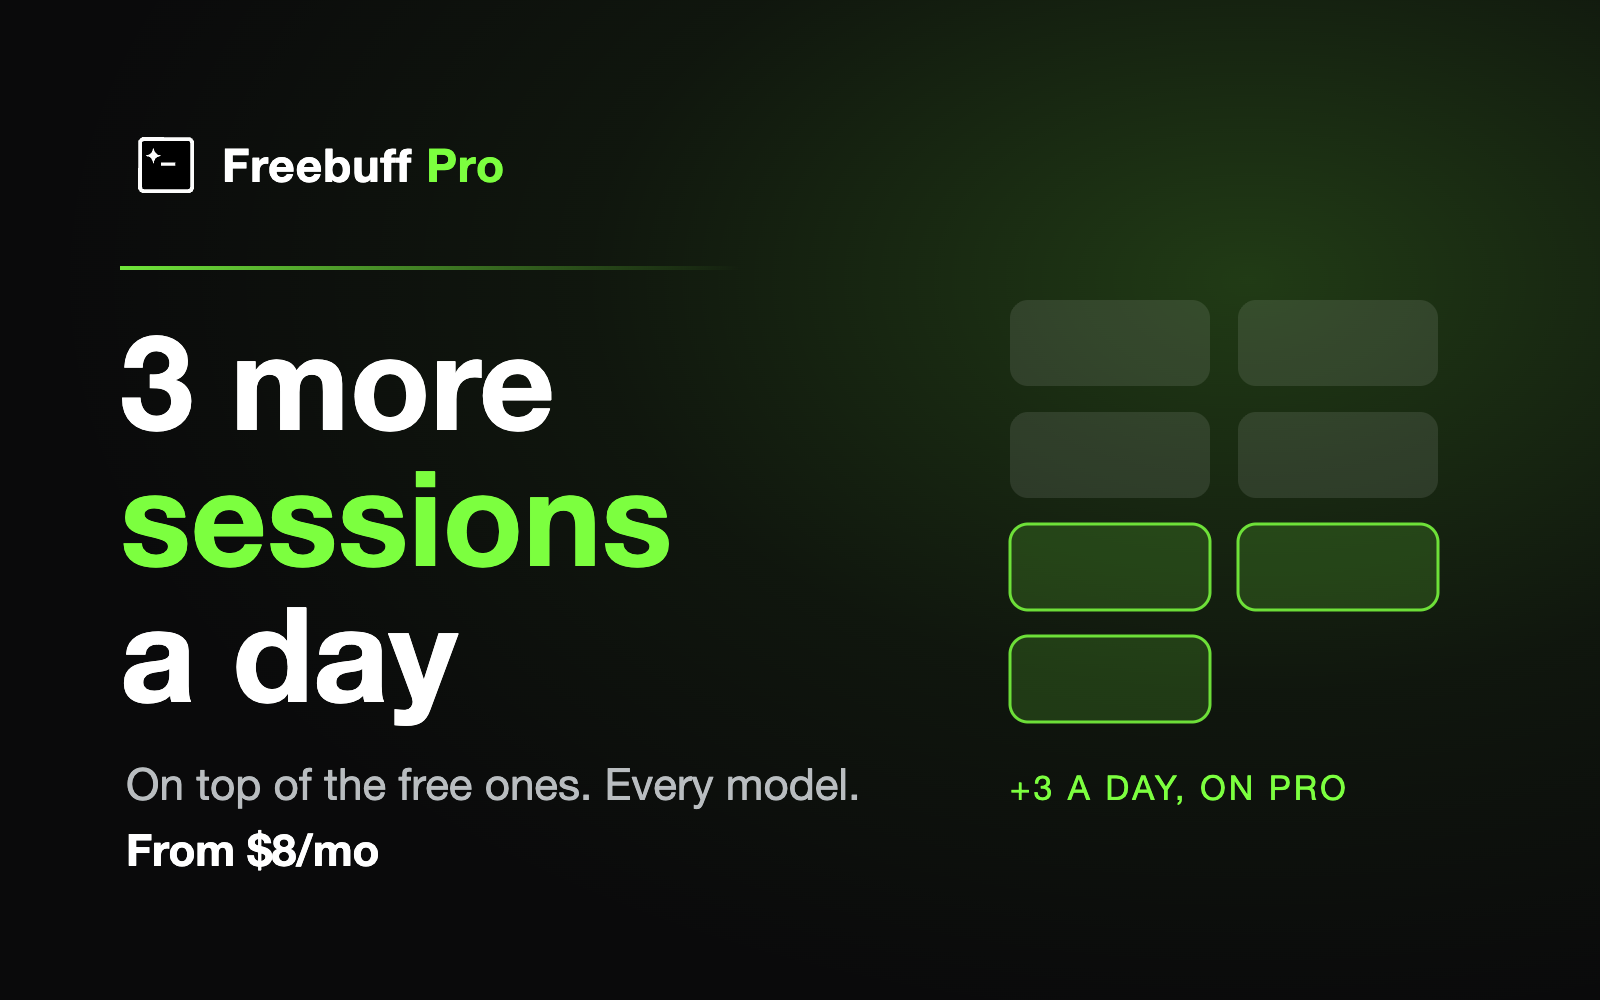 Freebuff Pro
3 more
sessions
a day
On top of the free ones. Every model.
From $8/mo
+3 A DAY, ON PRO